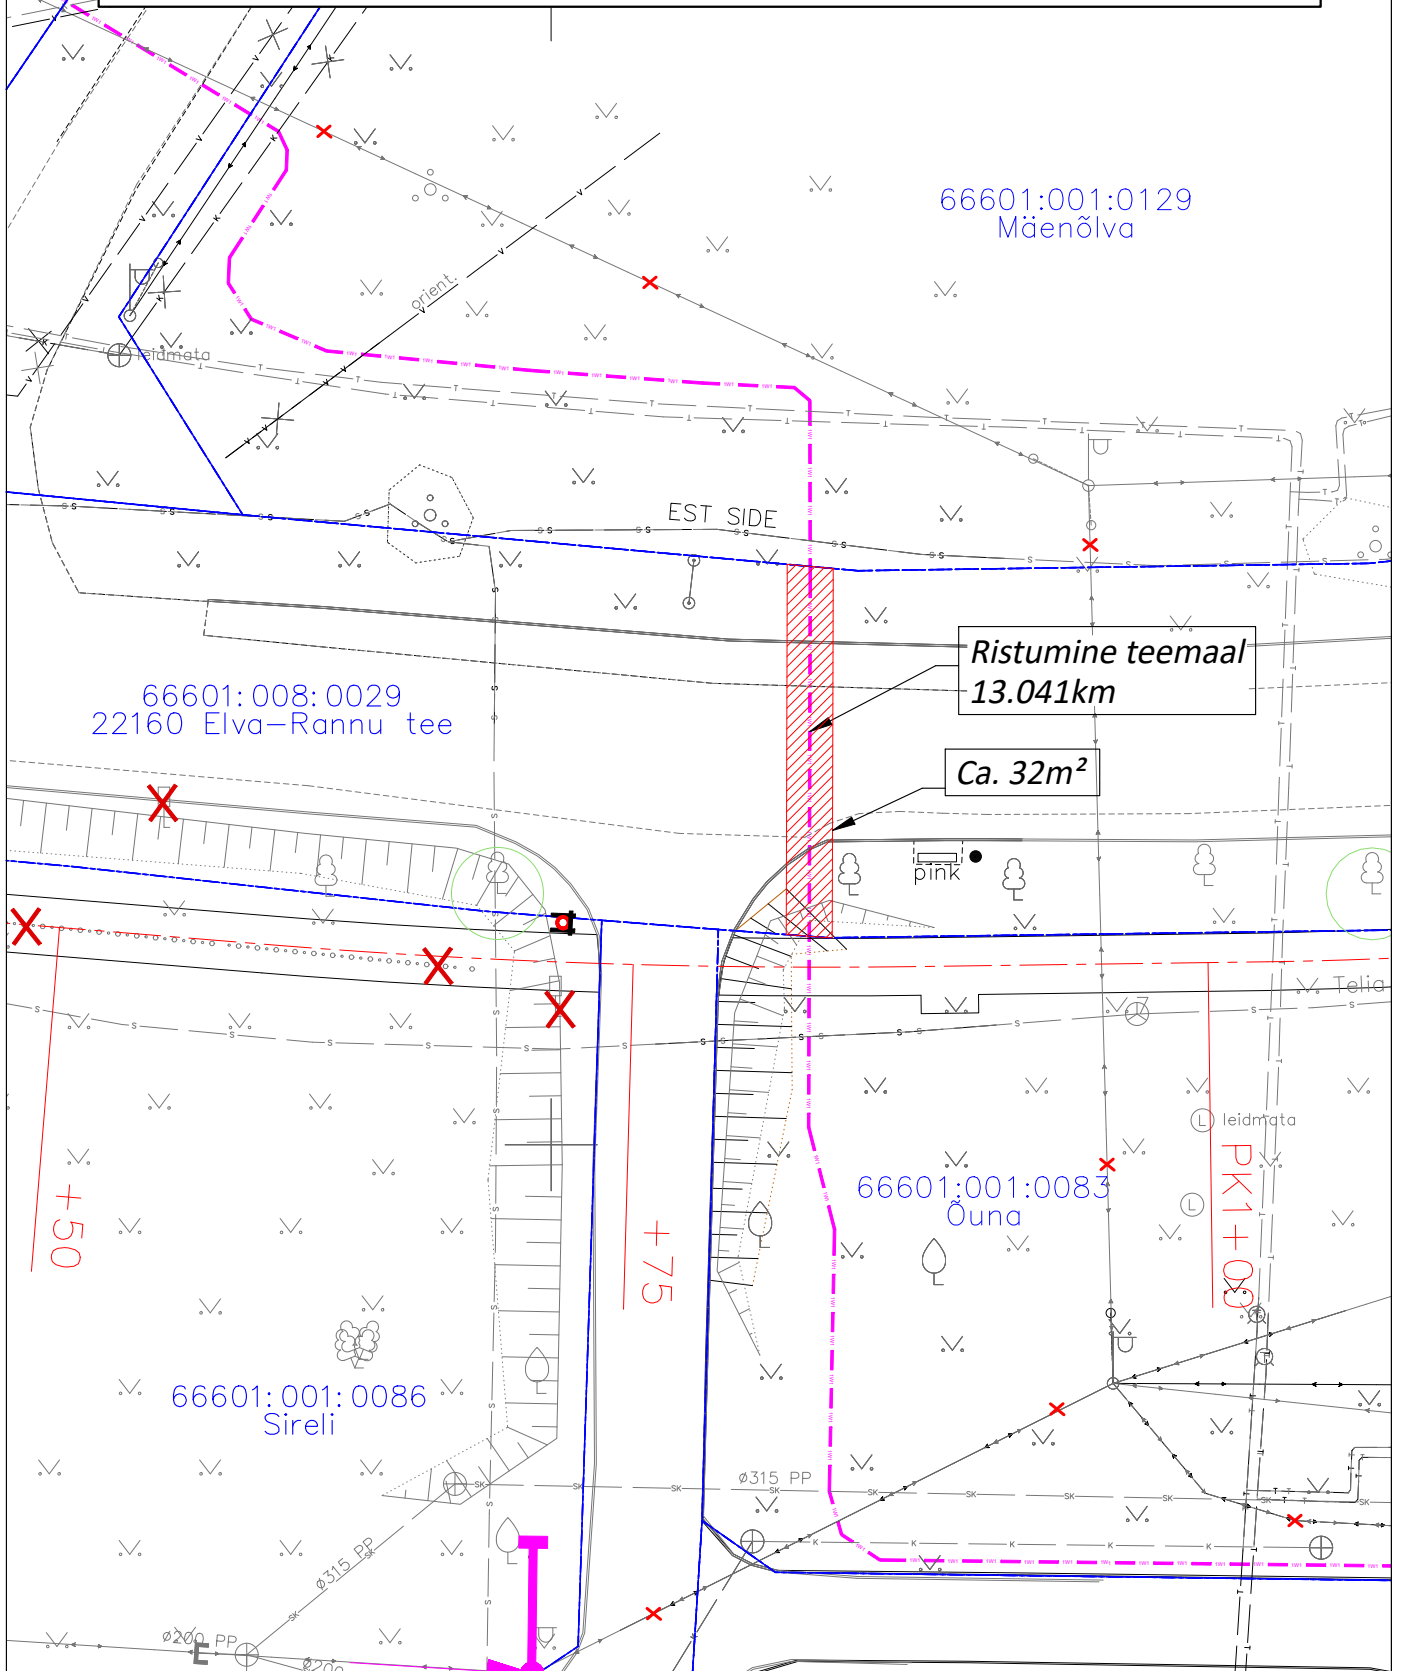 66601:001:0129
Mäenõlva
orient.
leidmata
EST SIDE
Ristumine teemaal
13.041km
66601:008:0029
22160 Elva-Rannu tee
Ca. 32m²
pink
Telia
leidmata
L
L
66601:001:0083
Õuna
+50
+75
PK1+00
66601:001:0086
Sireli
ø315 PP
ø315 PP
ø200 PP
ø200
E